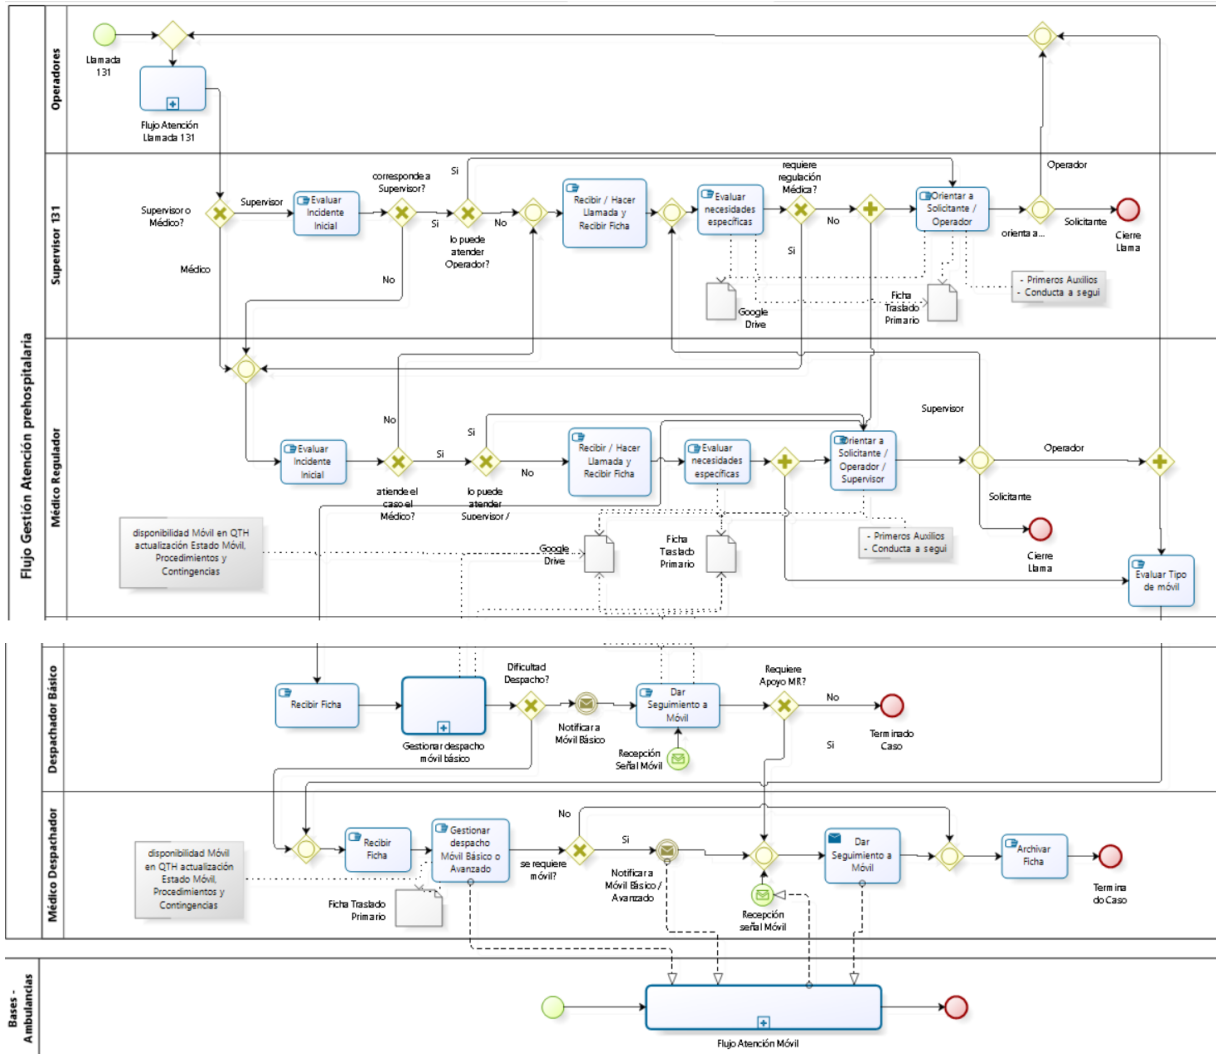 Flujo Gestión Atención prehospitalaria
Operadores
Llamada
131
Flujo Atención
Llamada 131
Operador
Supervisor 131
Supervisor o
Médico?
Supervisor
Médico
Evaluar
Incidente
Inicial
corresponde a
Supervisor?
Si
No
Si
lo puede
atender
Operador?
No
Recibir / Hacer
Llamada y
Recibir Ficha
Evaluar
necesidades
específicas
requiere
regulación
Médica?
No
Si
Orientar a
Solicitante /
Operador
orienta a...
Solicitante
Cierre
Llama
Google
Drive
Ficha
Traslado
Primario
- Primeros Auxilios
- Conducta a segui
Médico Regulador
Evaluar
Incidente
Inicial
No
Si
atiende el
caso el
Médico?
Si
No
lo puede
atender
Supervisor /
Recibir / Hacer
Llamada y
Recibir Ficha
Evaluar
necesidades
específicas
Orientar a
Solicitante /
Operador /
Supervisor
Supervisor
Operador
Solicitante
Cierre
Llama
disponibilidad Móvil en QTH
actualización Estado Móvil,
Procedimientos y
Contingencias
Google
Drive
Ficha
Traslado
Primario
- Primeros Auxilios
- Conducta a segui
Evaluar Tipo
de móvil
Despachador Básico
Recibir Ficha
Gestionar despacho
móvil básico
Dificultad
Despacho?
Notificar a
Móvil Básico
Dar
Seguimiento a
Móvil
Recepción
Señal Móvil
Requiere
Apoyo MR?
No
Si
Terminado
Caso
Médico Despachador
disponibilidad Móvil
en QTH actualización
Estado Móvil,
Procedimientos y
Contingencias
Recibir
Ficha
Gestionar
despacho
Móvil Básico o
Avanzado
Ficha Traslado
Primario
No
Si
se requiere
móvil?
Notificar a
Móvil Básico /
Avanzado
Recepción
señal Móvil
Dar
Seguimiento a
Móvil
Archivar
Ficha
Termina
do Caso
Bases -
Ambulancias
Flujo Atención Móvil